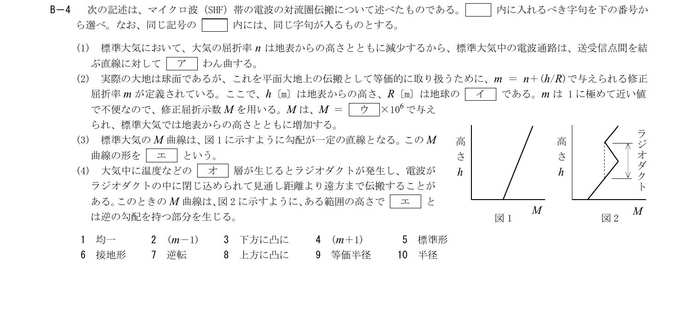 B－4　次の記述は、マイクロ波（SHF）帯の電波の対流圏伝搬について述べたものである。　　　内に入れるべき字句を下の番号か
ら選べ。なお、同じ記号の　　　内には、同じ字句が入るものとする。
(1)　標準大気において、大気の屈折率 n は地表からの高さとともに減少するから、標準大気中の電波通路は、送受信点間を結
ぶ直線に対して　ア　わん曲する。
(2)　実際の大地は球面であるが、これを平面大地上の伝搬として等価的に取り扱うために、m = n+(h/R)で与えられる修正
屈折率 m が定義されている。ここで、h〔m〕は地表からの高さ、R〔m〕は地球の　イ　である。m は 1 に極めて近い値
で不便なので、修正屈折示数 M を用いる。M は、M = 　ウ　×10⁶ で与え
られ、標準大気では地表からの高さとともに増加する。
(3)　標準大気の M 曲線は、図1に示すように勾配が一定の直線となる。この M
曲線の形を　エ　という。
(4)　大気中に温度などの　オ　層が生じるとラジオダクトが発生し、電波が
ラジオダクトの中に閉じ込められて見通し距離より遠方まで伝搬することが
ある。このときの M 曲線は、図2に示すように、ある範囲の高さで　エ　と
は逆の勾配を持つ部分を生じる。
高さ h
M
図1
高さ h
ラジオダクト
M
図2
1　均一　2　(m－1)　3　下方に凸に　4　(m＋1)　5　標準形
6　接地形　7　逆転　8　上方に凸に　9　等価半径　10　半径